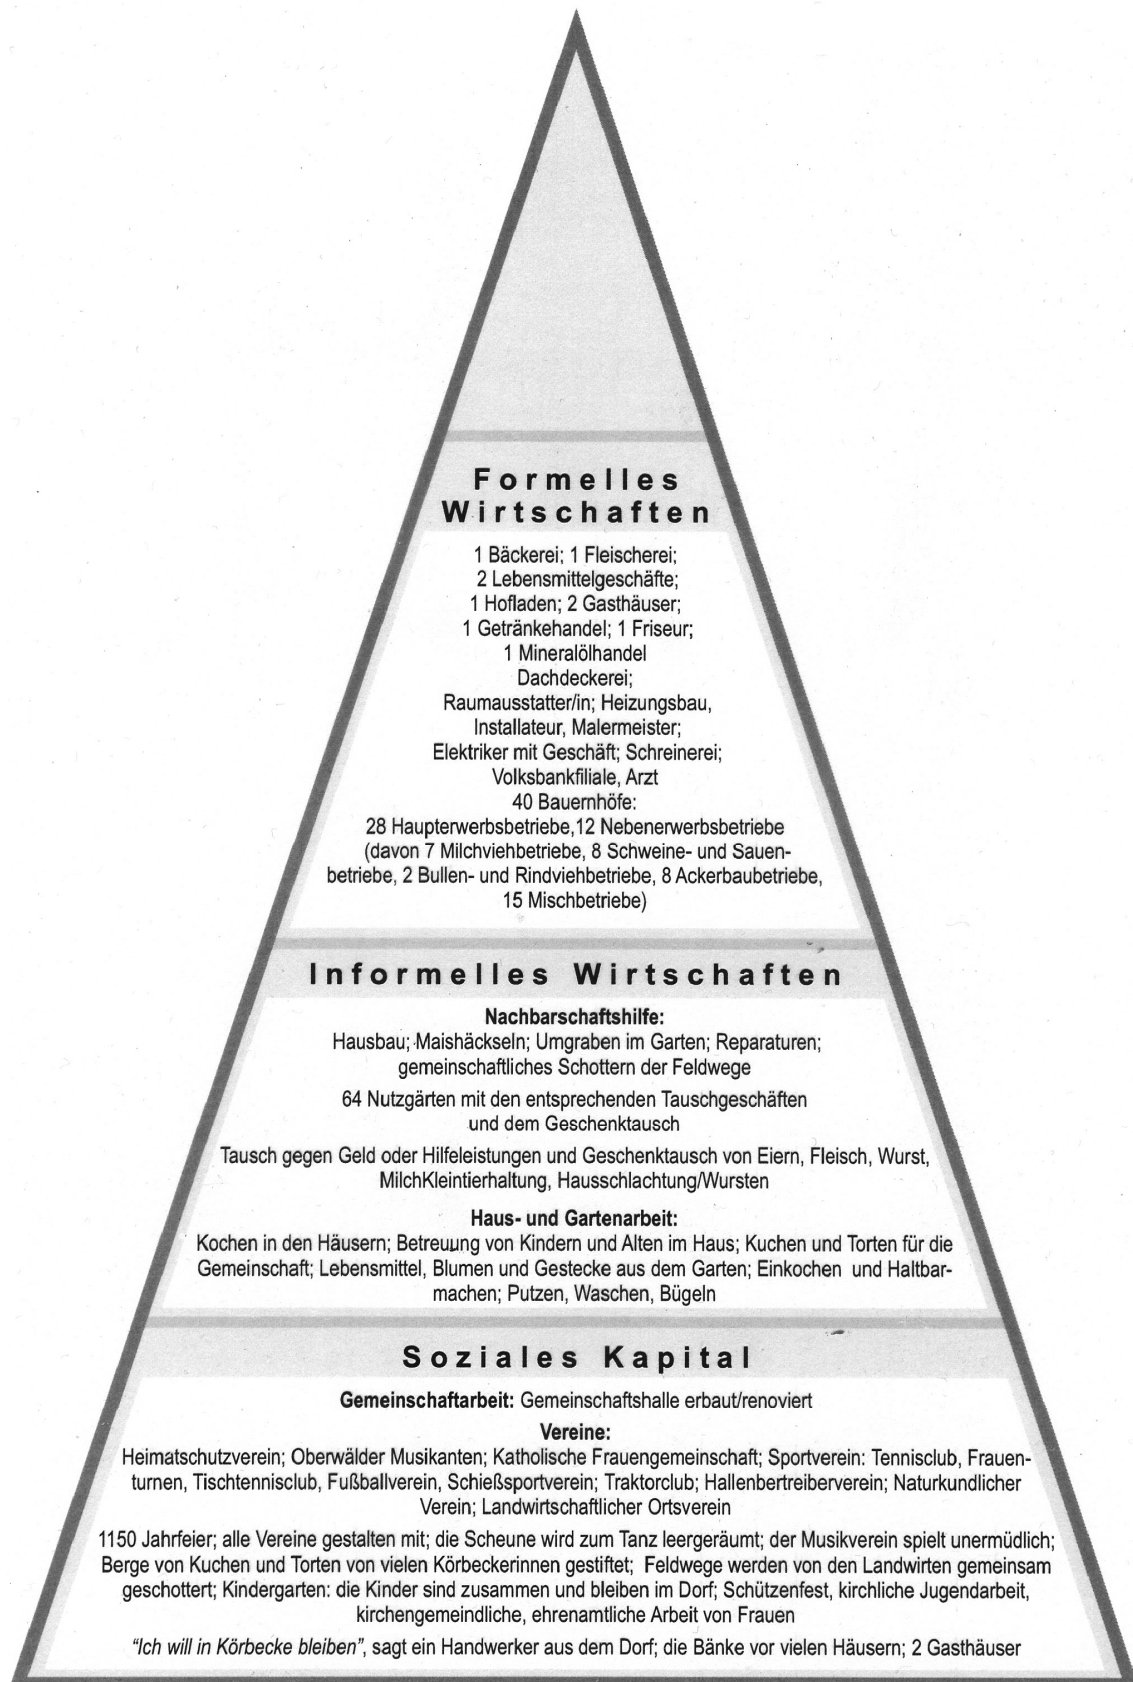 Formelles
Wirtschaften
1 Bäckerei; 1 Fleischerei;
2 Lebensmittelgeschäfte;
1 Hofladen; 2 Gasthäuser;
1 Getränkehandel; 1 Friseur;
1 Mineralölhandel
Dachdeckerei;
Raumausstatter/in; Heizungsbau,
Installateur, Malermeister;
Elektriker mit Geschäft; Schreinerei;
Volksbankfiliale, Arzt
40 Bauernhöfe:
28 Haupterwerbsbetriebe,12 Nebenerwerbsbetriebe
(davon 7 Milchviehbetriebe, 8 Schweine- und Sauen-
betriebe, 2 Bullen- und Rindviehbetriebe, 8 Ackerbaubetriebe,
15 Mischbetriebe)
Informelles Wirtschaften
Nachbarschaftshilfe:
Hausbau; Maishäckseln; Umgraben im Garten; Reparaturen;
gemeinschaftliches Schottern der Feldwege
64 Nutzgärten mit den entsprechenden Tauschgeschäften
und dem Geschenktausch
Tausch gegen Geld oder Hilfeleistungen und Geschenktausch von Eiern, Fleisch, Wurst,
MilchKleintierhaltung, Hausschlachtung/Wursten
Haus- und Gartenarbeit:
Kochen in den Häusern; Betreuung von Kindern und Alten im Haus; Kuchen und Torten für die
Gemeinschaft; Lebensmittel, Blumen und Gestecke aus dem Garten; Einkochen und Haltbar-
machen; Putzen, Waschen, Bügeln
Soziales Kapital
Gemeinschaftarbeit: Gemeinschaftshalle erbaut/renoviert
Vereine:
Heimatschutzverein; Oberwälder Musikanten; Katholische Frauengemeinschaft; Sportverein: Tennisclub, Frauen-
turnen, Tischtennisclub, Fußballverein, Schießsportverein; Traktorclub; Hallenbertreiberverein; Naturkundlicher
Verein; Landwirtschaftlicher Ortsverein
1150 Jahrfeier; alle Vereine gestalten mit; die Scheune wird zum Tanz leergeräumt; der Musikverein spielt unermüdlich;
Berge von Kuchen und Torten von vielen Körbeckerinnen gestiftet; Feldwege werden von den Landwirten gemeinsam
geschottert; Kindergarten: die Kinder sind zusammen und bleiben im Dorf; Schützenfest, kirchliche Jugendarbeit,
kirchengemeindliche, ehrenamtliche Arbeit von Frauen
"Ich will in Körbecke bleiben", sagt ein Handwerker aus dem Dorf; die Bänke vor vielen Häusern; 2 Gasthäuser